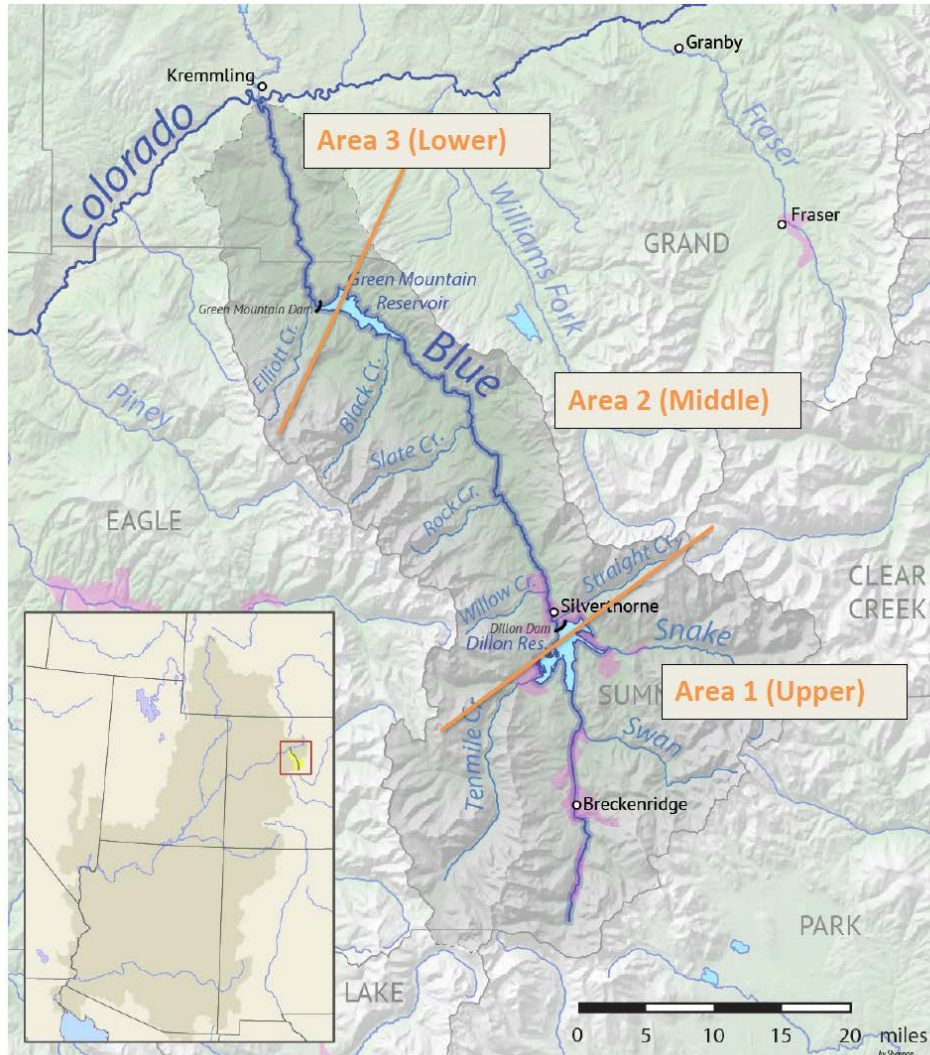 Granby
Kremmling
Colorado
Area 3 (Lower)
Fraser
Williams Fork
Fraser
GRAND
Green Mountain
Reservoir
Green Mountain Dam
Elliott Cr.
Blue
Black Cr.
Piney
Area 2 (Middle)
Slate Cr.
EAGLE
Rock Cr.
Straight Cr.
CLEAR
CREEK
Willow Cr.
Silverthorne
Dillon Dam
Dillon Res.
Snake
SUMM
Area 1 (Upper)
Tenmile Cr.
Swan
Breckenridge
PARK
LAKE
0 5 10 15 20 miles
by Shannon